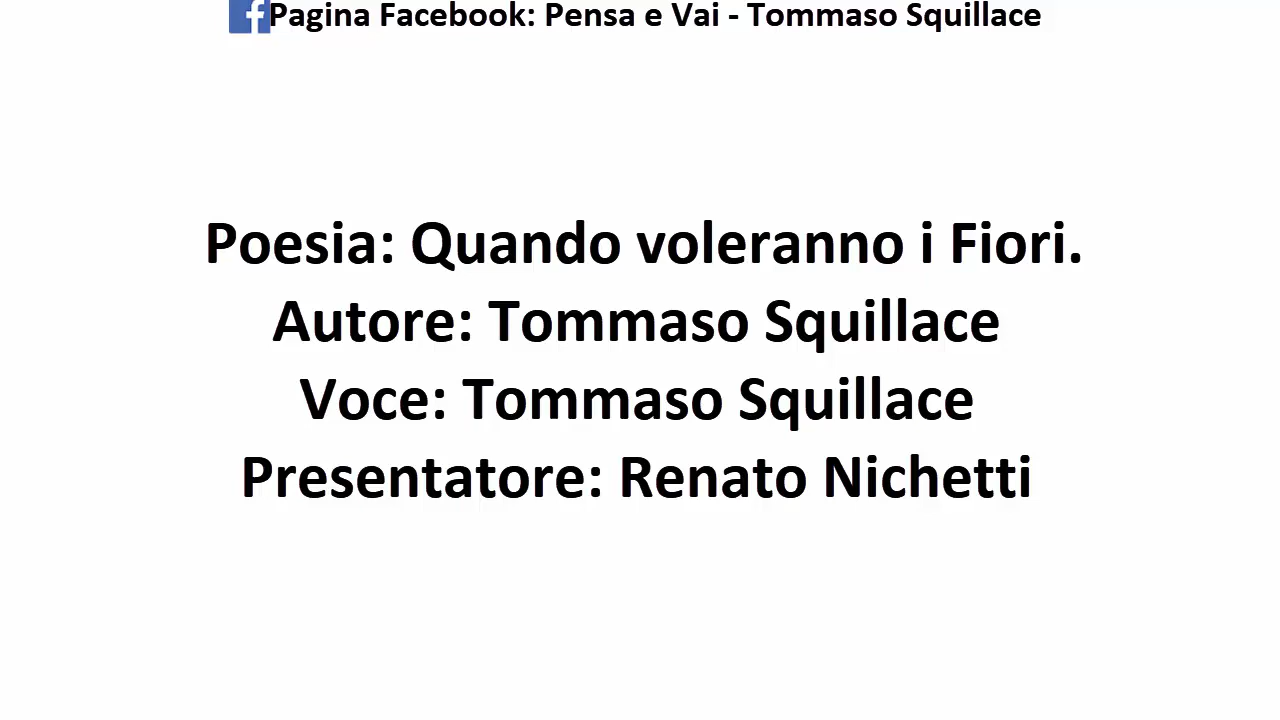 Pagina Facebook: Pensa e Vai - Tommaso Squillace
Poesia: Quando voleranno i Fiori.
Autore: Tommaso Squillace
Voce: Tommaso Squillace
Presentatore: Renato Nichetti